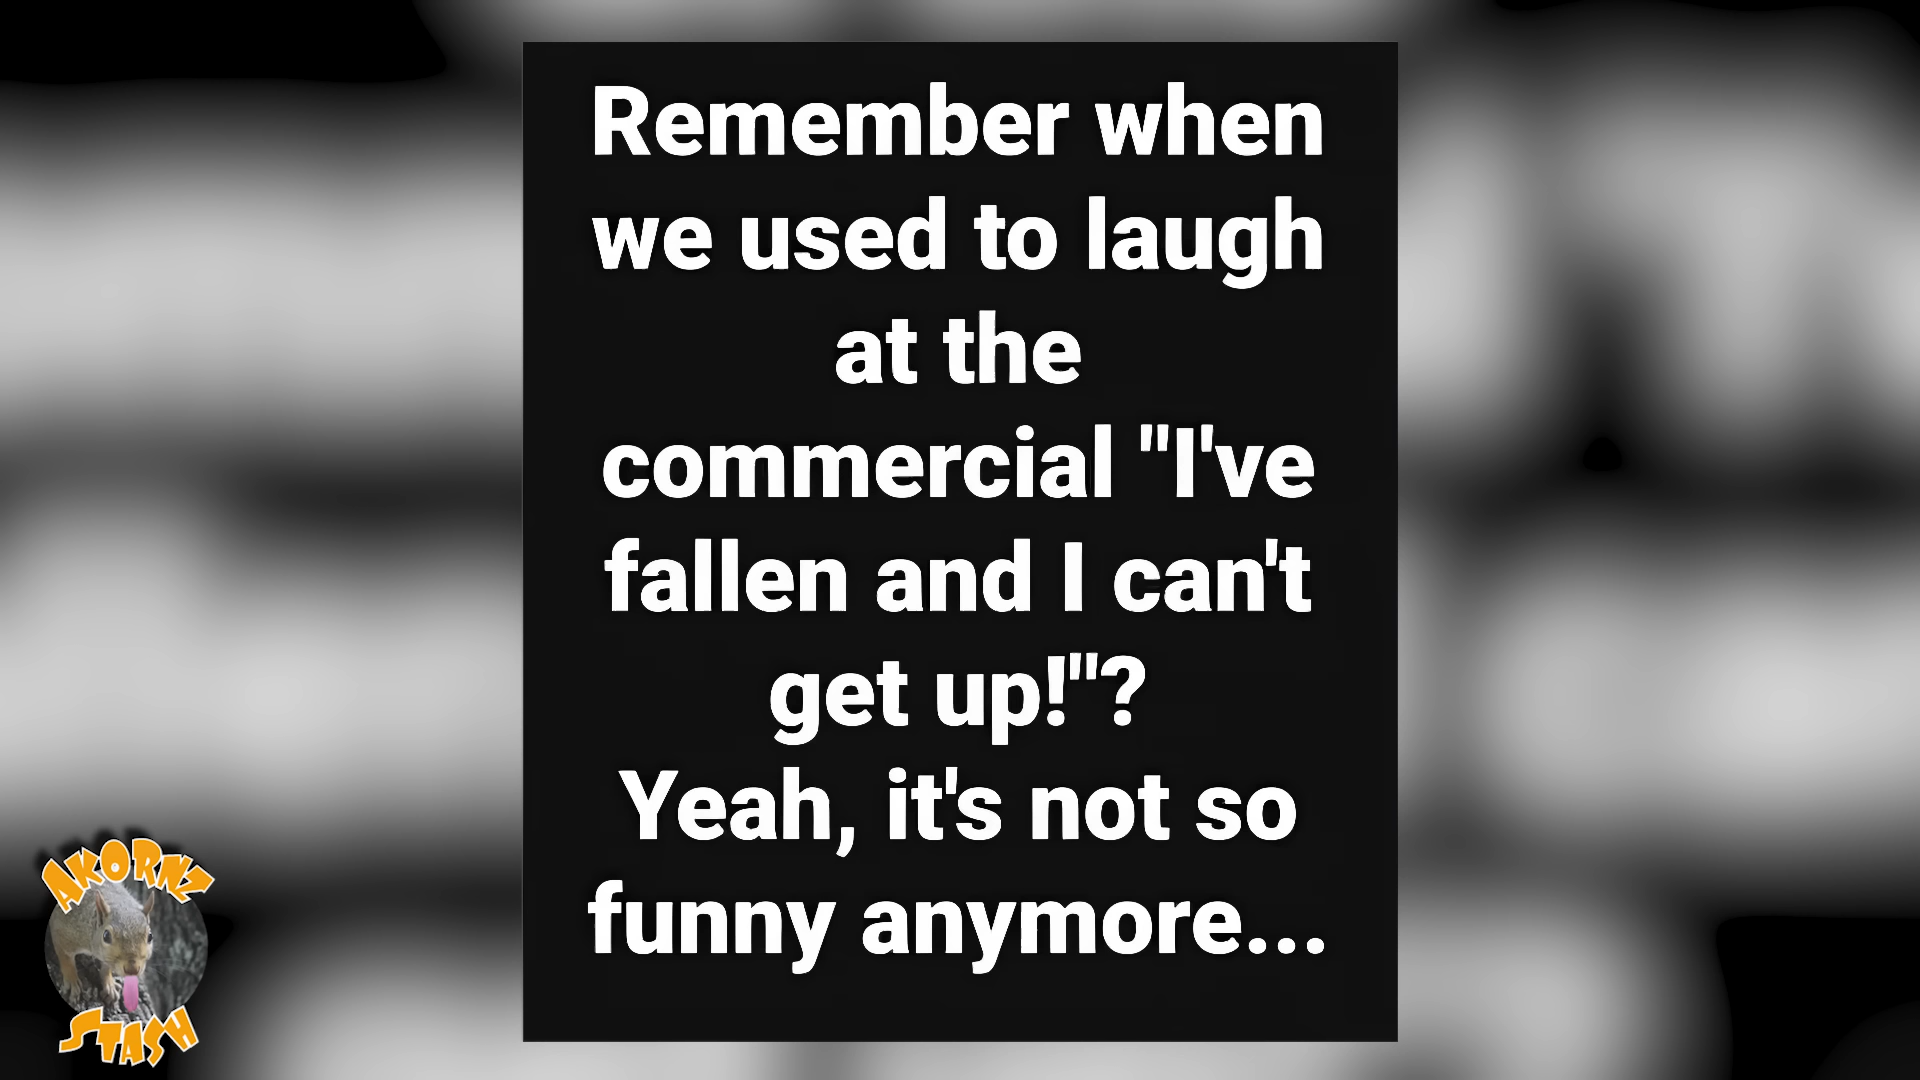 Remember when
we used to laugh
at the
commercial "I've
fallen and I can't
get up!"?
Yeah, it's not so
funny anymore...
AKORNZ
STASH